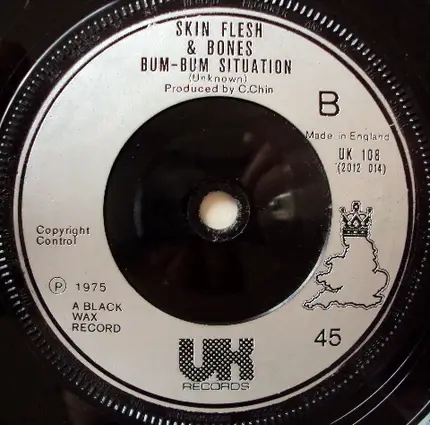 SKIN FLESH
& BONES
BUM-BUM SITUATION
(Unknown)
Produced by C.Chin
B
Made in England
UK 108
(2012 014)
Copyright
Control
℗ 1975
A BLACK
WAX
RECORD
45
UK
RECORDS